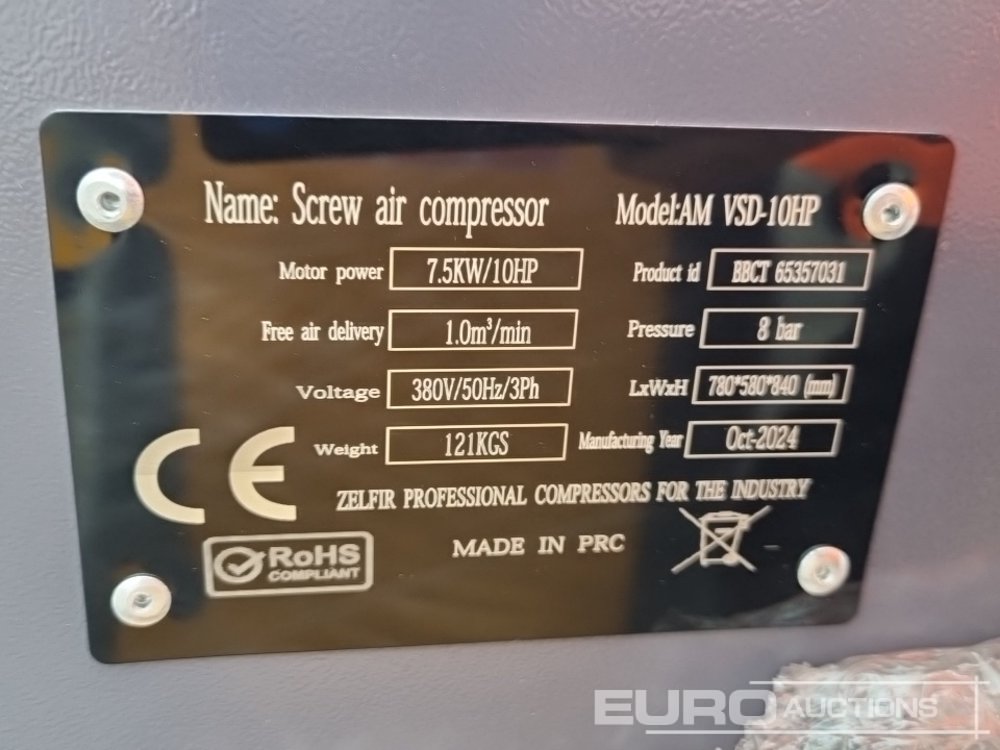 Name: Screw air compressor Model:AM VSD-10HP
Motor power 7.5KW/10HP Product id BBCT 65357031
Free air delivery 1.0m³/min Pressure 8 bar
Voltage 380V/50Hz/3Ph LxWxH 780*580*840 (mm)
Weight 121KGS Manufacturing Year Oct-2024
CE
ZELFIR PROFESSIONAL COMPRESSORS FOR THE INDUSTRY
RoHS
COMPLIANT
MADE IN PRC
EURO AUCTIONS